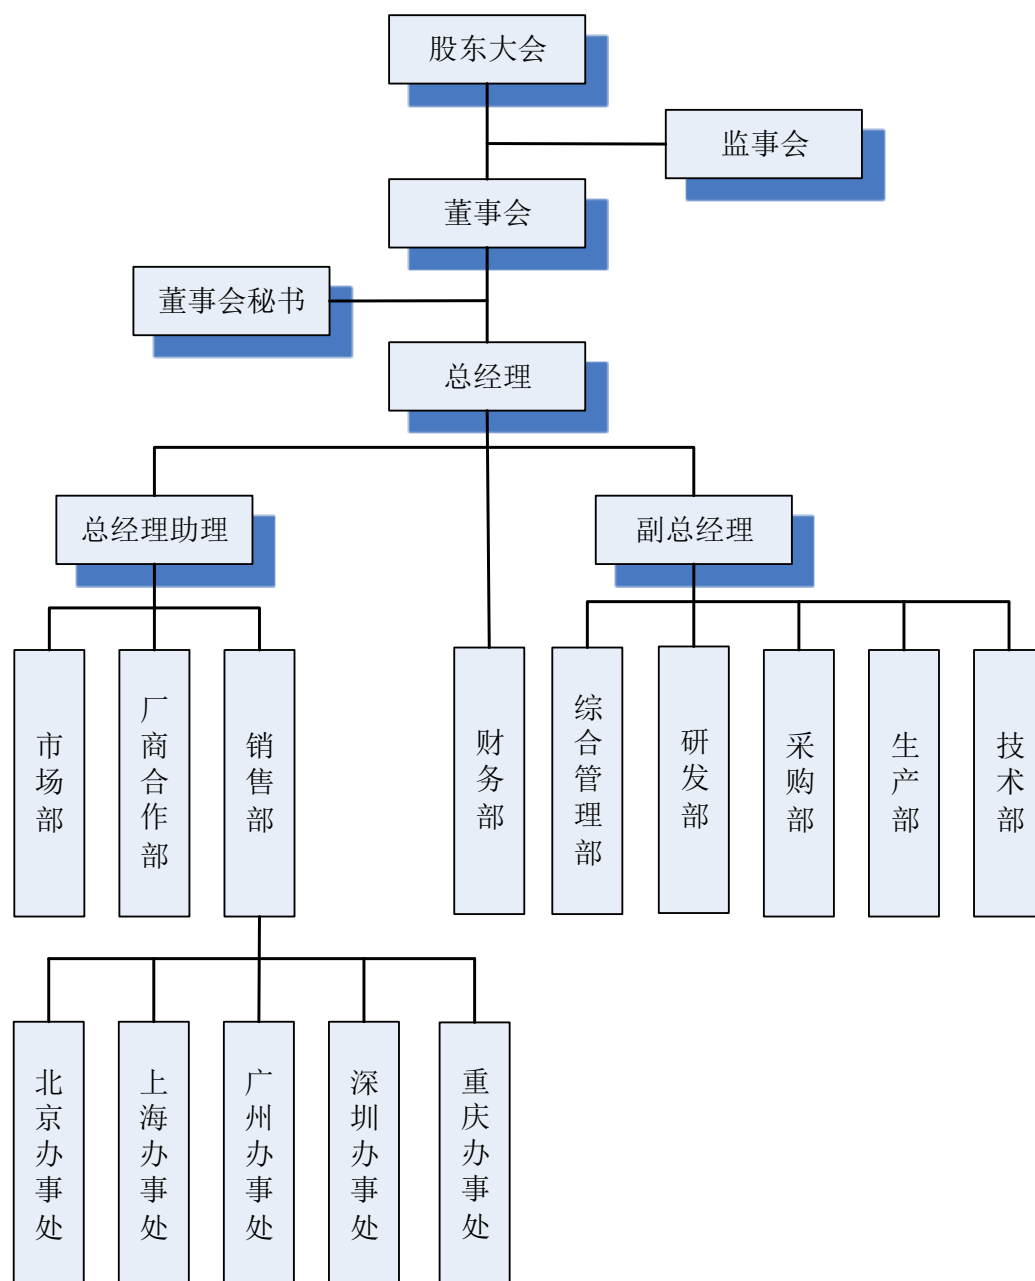 股东大会
监事会
董事会
董事会秘书
总经理
总经理助理
副总经理
市场部
厂商合作部
销售部
财务部
综合管理部
研发部
采购部
生产部
技术部
北京办事处
上海办事处
广州办事处
深圳办事处
重庆办事处